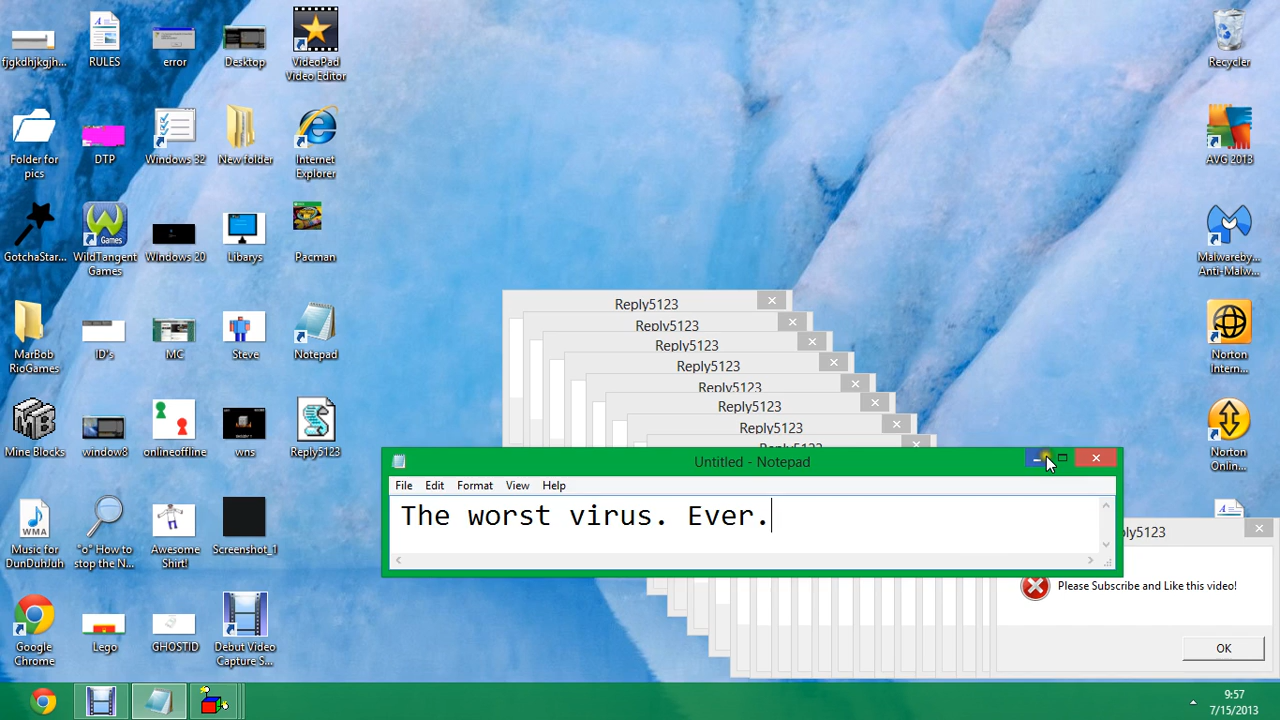 fjgkdhjkgjh...
RULES
error
Desktop
VideoPad
Video Editor
Recycler
Folder for
pics
DTP
Windows 32
New folder
Internet
Explorer
AVG 2013
GotchaStar...
Games
WildTangent
Games
Windows 20
Libarys
Pacman
Malwareby...
Anti-Malw...
MarBob
RioGames
ID's
MC
Steve
Notepad
Norton
Intern...
Mine Blocks
window8
onlineoffline
wns
Reply5123
Norton
Onlin...
WMA
Music for
DunDuhJuh
"o" How to
stop the N...
Awesome
Shirt!
Screenshot_1
Google
Chrome
Lego
GHOSTID
Debut Video
Capture S...
Reply5123
Reply5123
Reply5123
Reply5123
Reply5123
Reply5123
Reply5123
Reply5123
Untitled - Notepad
File Edit Format View Help
The worst virus. Ever.
ply5123
Please Subscribe and Like this video!
OK
9:57
7/15/2013